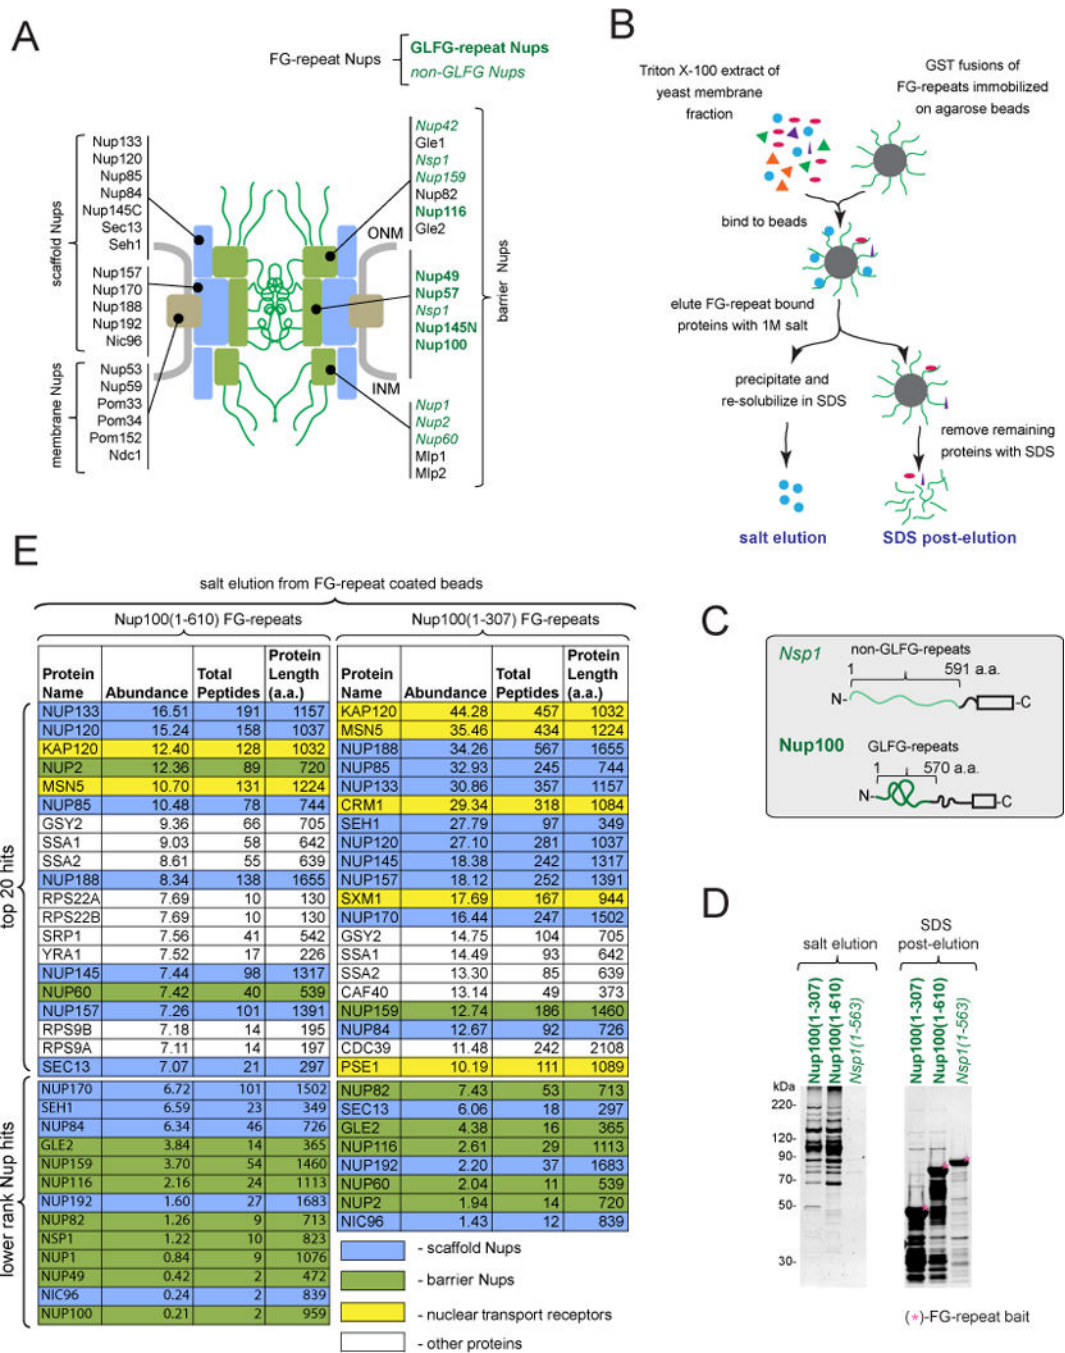 A
FG-repeat Nups
GLFG-repeat Nups
non-GLFG Nups
scaffold Nups
Nup133
Nup120
Nup85
Nup84
Nup145C
Sec13
Seh1
Nup157
Nup170
Nup188
Nup192
Nic96
membrane Nups
Nup53
Nup59
Pom33
Pom34
Pom152
Ndc1
ONM
INM
Nup42
Gle1
Nsp1
Nup159
Nup82
Nup116
Gle2
Nup49
Nup57
Nsp1
Nup145N
Nup100
Nup1
Nup2
Nup60
Mlp1
Mlp2
barrier Nups
B
Triton X-100 extract of
yeast membrane
fraction
GST fusions of
FG-repeats immobilized
on agarose beads
bind to beads
elute FG-repeat bound
proteins with 1M salt
precipitate and
re-solubilize in SDS
remove remaining
proteins with SDS
salt elution
SDS post-elution
C
Nsp1 non-GLFG-repeats
1 591 a.a.
N- -C
Nup100 GLFG-repeats
1 570 a.a.
N- -C
D
salt elution
SDS
post-elution
Nup100(1-307)
Nup100(1-610)
Nsp1(1-563)
Nup100(1-307)
Nup100(1-610)
Nsp1(1-563)
kDa
220-
120-
90-
70-
50-
30-
(*)-FG-repeat bait
E
salt elution from FG-repeat coated beads
Nup100(1-610) FG-repeats
Nup100(1-307) FG-repeats
top 20 hits
lower rank Nup hits
Protein Name Abundance Total Peptides Protein Length (a.a.)
NUP133 16.51 191 1157
NUP120 15.24 158 1037
KAP120 12.40 128 1032
NUP2 12.36 89 720
MSN5 10.70 131 1224
NUP85 10.48 78 744
GSY2 9.36 66 705
SSA1 9.03 58 642
SSA2 8.61 55 639
NUP188 8.34 138 1655
RPS22A 7.69 10 130
RPS22B 7.69 10 130
SRP1 7.56 41 542
YRA1 7.52 17 226
NUP145 7.44 98 1317
NUP60 7.42 40 539
NUP157 7.26 101 1391
RPS9B 7.18 14 195
RPS9A 7.11 14 197
SEC13 7.07 21 297
NUP170 6.72 101 1502
SEH1 6.59 23 349
NUP84 6.34 46 726
GLE2 3.84 14 365
NUP159 3.70 54 1460
NUP116 2.16 24 1113
NUP192 1.60 27 1683
NUP82 1.26 9 713
NSP1 1.22 10 823
NUP1 0.84 9 1076
NUP49 0.42 2 472
NIC96 0.24 2 839
NUP100 0.21 2 959
Protein Name Abundance Total Peptides Protein Length (a.a.)
KAP120 44.28 457 1032
MSN5 35.46 434 1224
NUP188 34.26 567 1655
NUP85 32.93 245 744
NUP133 30.86 357 1157
CRM1 29.34 318 1084
SEH1 27.79 97 349
NUP120 27.10 281 1037
NUP145 18.38 242 1317
NUP157 18.12 252 1391
SXM1 17.69 167 944
NUP170 16.44 247 1502
GSY2 14.75 104 705
SSA1 14.49 93 642
SSA2 13.30 85 639
CAF40 13.14 49 373
NUP159 12.74 186 1460
NUP84 12.67 92 726
CDC39 11.48 242 2108
PSE1 10.19 111 1089
NUP82 7.43 53 713
SEC13 6.06 18 297
GLE2 4.38 16 365
NUP116 2.61 29 1113
NUP192 2.20 37 1683
NUP60 2.04 11 539
NUP2 1.94 14 720
NIC96 1.43 12 839
- scaffold Nups
- barrier Nups
- nuclear transport receptors
- other proteins